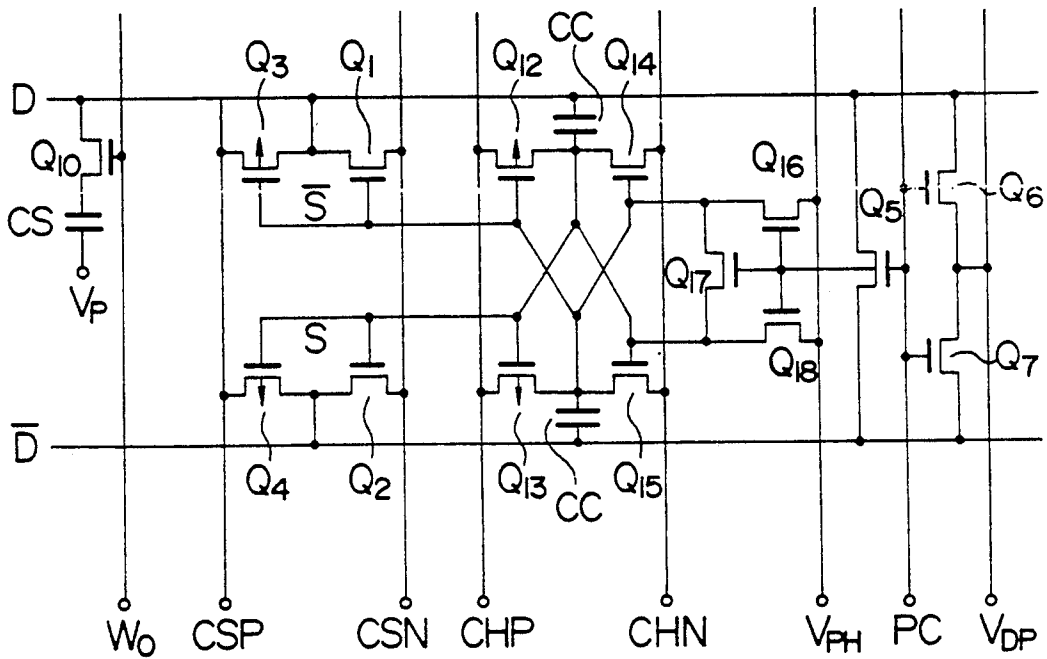 CC
Q3 Q1 Q12 Q14
D
Q10 Q16
S̅
CS Q5 Q6
Q17
VP
S
Q18 Q7
D̅
Q4 Q2 Q13 CC Q15
WO CSP CSN CHP CHN VPH PC VDP